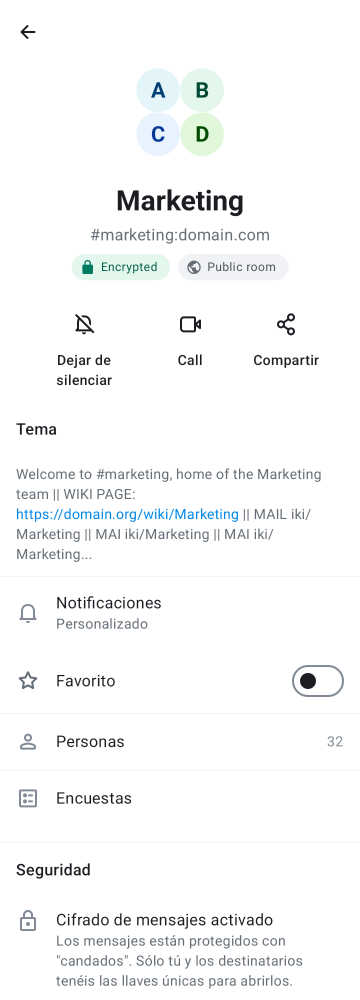 A B
C D
Marketing
#marketing:domain.com
Encrypted Public room
Dejar de silenciar Call Compartir
Tema
Welcome to #marketing, home of the Marketing
team || WIKI PAGE:
https://domain.org/wiki/Marketing || MAIL iki/
Marketing || MAI iki/Marketing || MAI iki/
Marketing...
Notificaciones
Personalizado
Favorito
Personas 32
Encuestas
Seguridad
Cifrado de mensajes activado
Los mensajes están protegidos con
"candados". Sólo tú y los destinatarios
tenéis las llaves únicas para abrirlos.